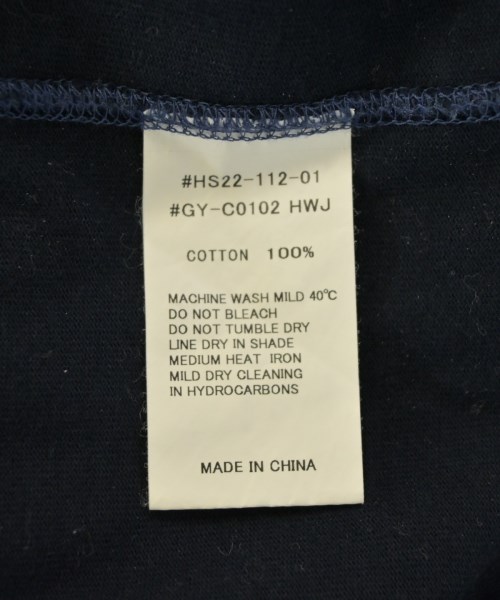 #HS22-112-01
#GY-C0102 HWJ
COTTON 100%
MACHINE WASH MILD 40℃
DO NOT BLEACH
DO NOT TUMBLE DRY
LINE DRY IN SHADE
MEDIUM HEAT IRON
MILD DRY CLEANING
IN HYDROCARBONS
MADE IN CHINA